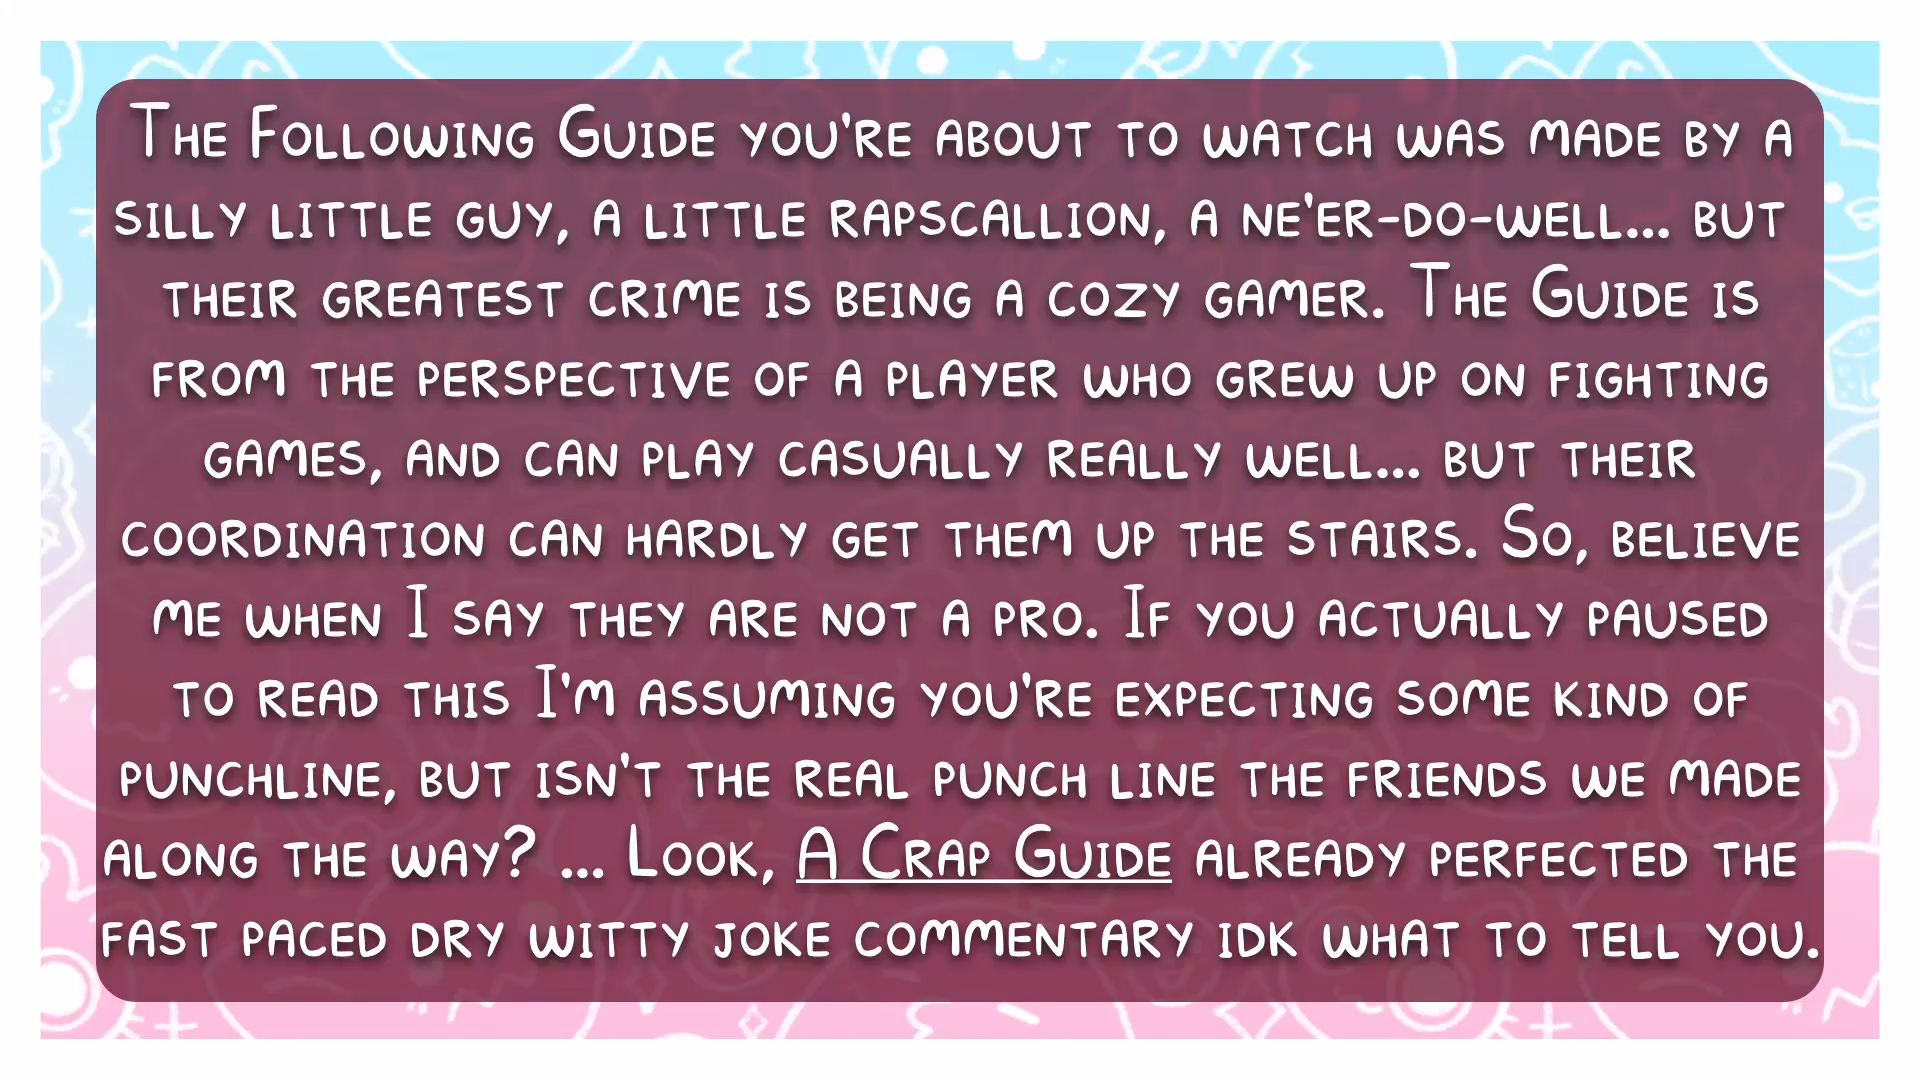 The Following Guide you're about to watch was made by a
silly little guy, a little rapscallion, a ne'er-do-well... but
their greatest crime is being a cozy gamer. The Guide is
from the perspective of a player who grew up on fighting
games, and can play casually really well... but their
coordination can hardly get them up the stairs. So, believe
me when I say they are not a pro. If you actually paused
to read this I'm assuming you're expecting some kind of
punchline, but isn't the real punch line the friends we made
along the way? ... Look, A Crap Guide already perfected the
fast paced dry witty joke commentary idk what to tell you.